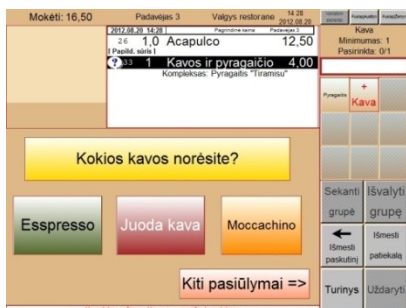 Mokėti: 16,50 Padavėjas 3 Valgys restorane 14 28
2012.08.20
2012.08.20 14:28 Pagrindinė kaina Padavėjas 3
26 1,0 Acapulco 12,50
[ Papild. sūris ]
33 1 Kavos ir pyragaičio 4,00
Kompleksas: Pyragaitis "Tiramisu"
Kava
Minimumas: 1
Pasirinkta: 0/1
Pyragaitis
+
Kava
Kokios kavos norėsite?
Esspresso
Juoda kava
Moccachino
Kiti pasiūlymai =>
Sekanti grupė
Išvalyti grupę
Išmesti paskutinį
Išmesti patiekalą
Turinys
Uždaryti